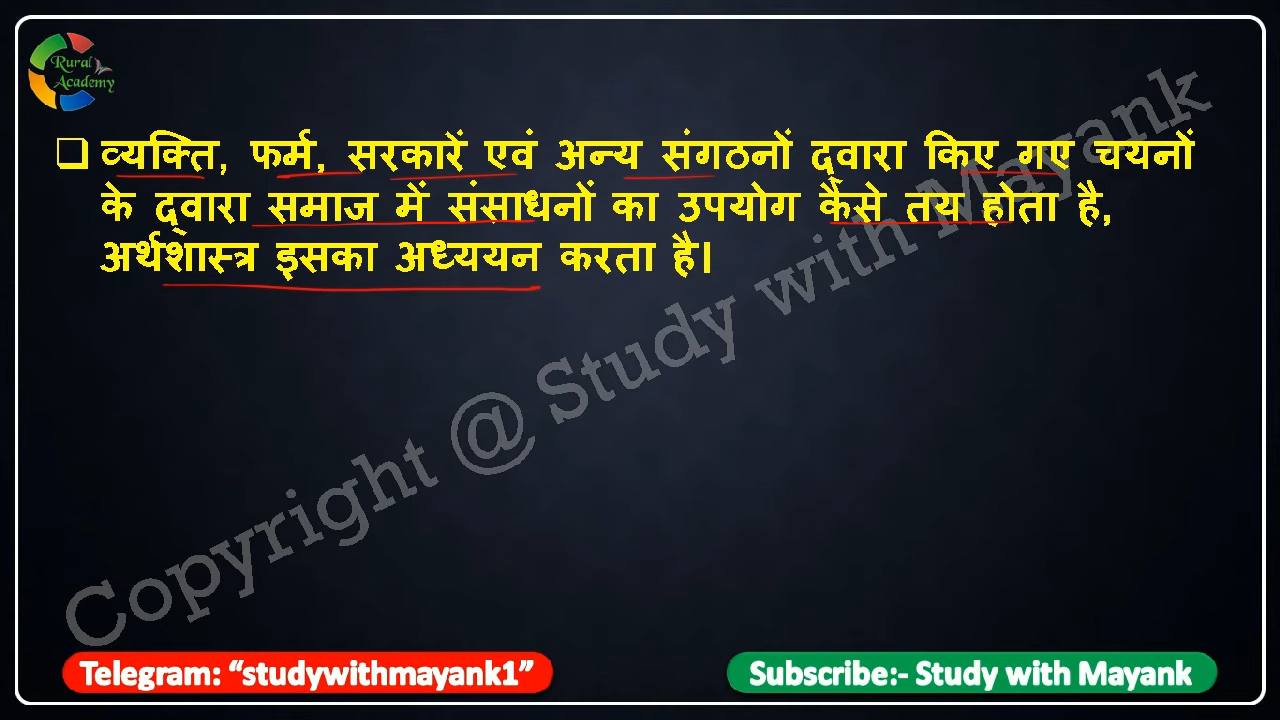 Rural
Academy
व्यक्ति, फर्म, सरकारें एवं अन्य संगठनों द्वारा किए गए चयनों
के द्वारा समाज में संसाधनों का उपयोग कैसे तय होता है,
अर्थशास्त्र इसका अध्ययन करता है।
Copyright @ Study with Mayank
Telegram: “studywithmayank1”
Subscribe:- Study with Mayank